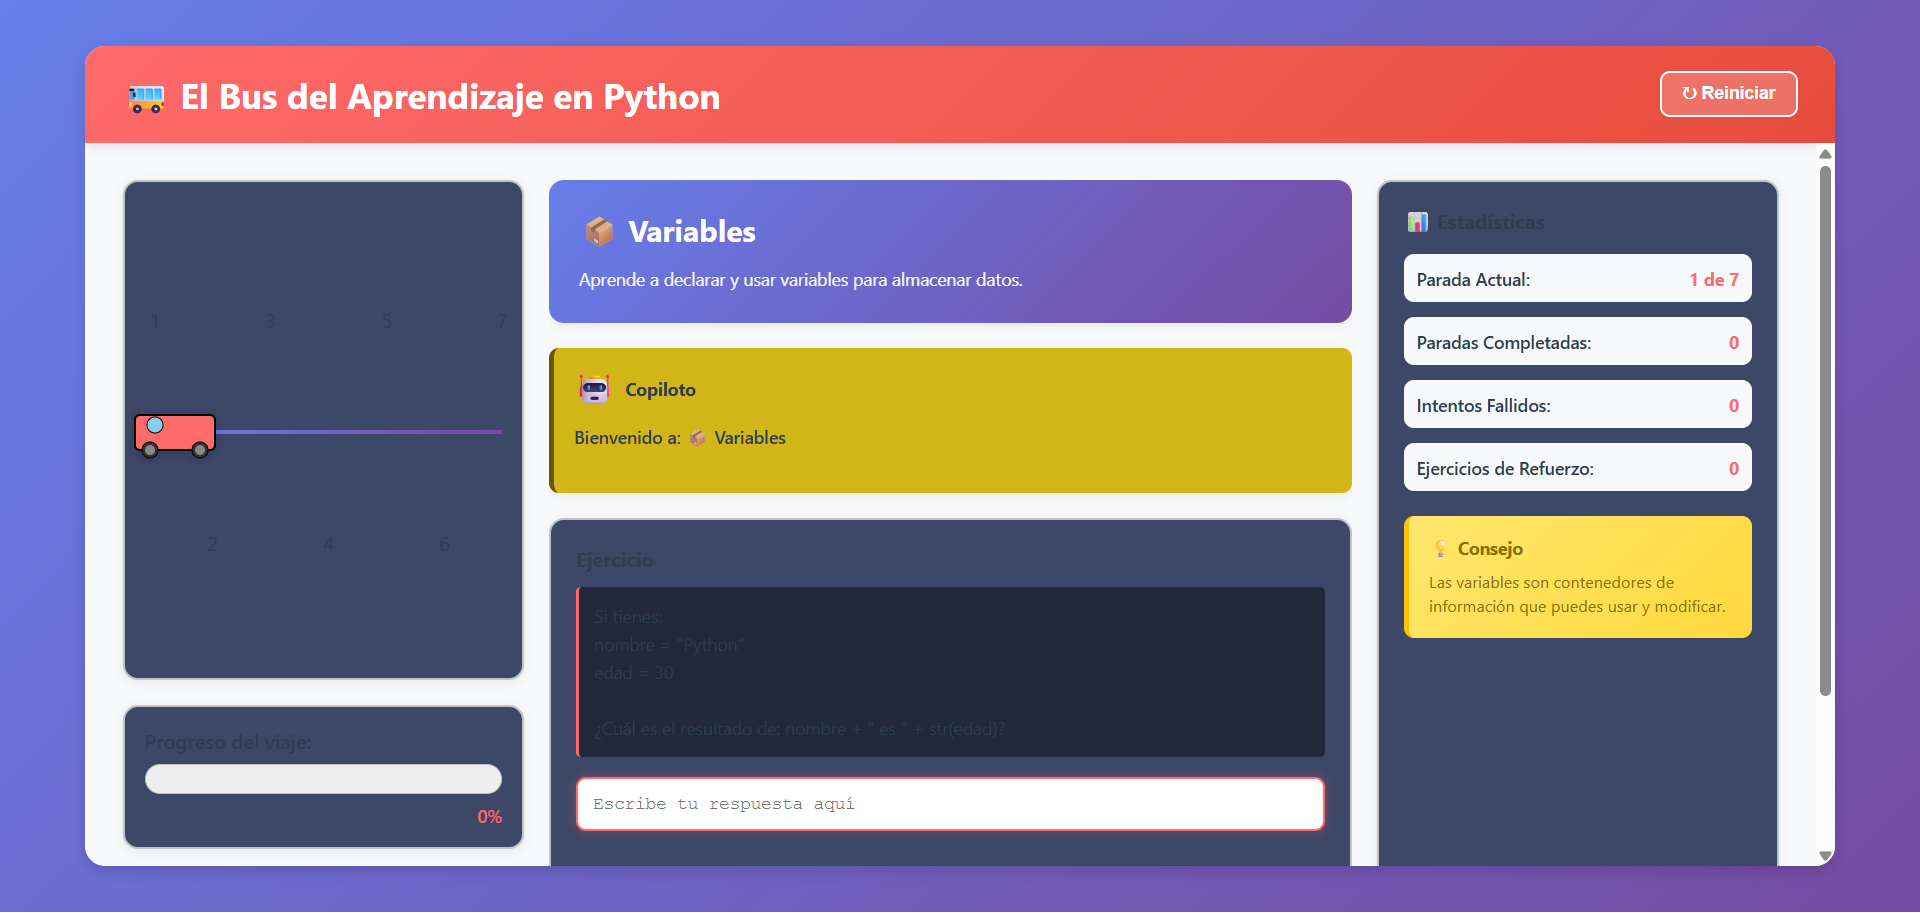 El Bus del Aprendizaje en Python
↻ Reiniciar
1 3 5 7
2 4 6
Progreso del viaje:
0%
Variables
Aprende a declarar y usar variables para almacenar datos.
Copiloto
Bienvenido a: 📦 Variables
Ejercicio
Si tienes:
nombre = "Python"
edad = 30
¿Cuál es el resultado de: nombre + " es " + str(edad)?
Escribe tu respuesta aquí
Estadísticas
Parada Actual: 1 de 7
Paradas Completadas: 0
Intentos Fallidos: 0
Ejercicios de Refuerzo: 0
Consejo
Las variables son contenedores de
información que puedes usar y modificar.